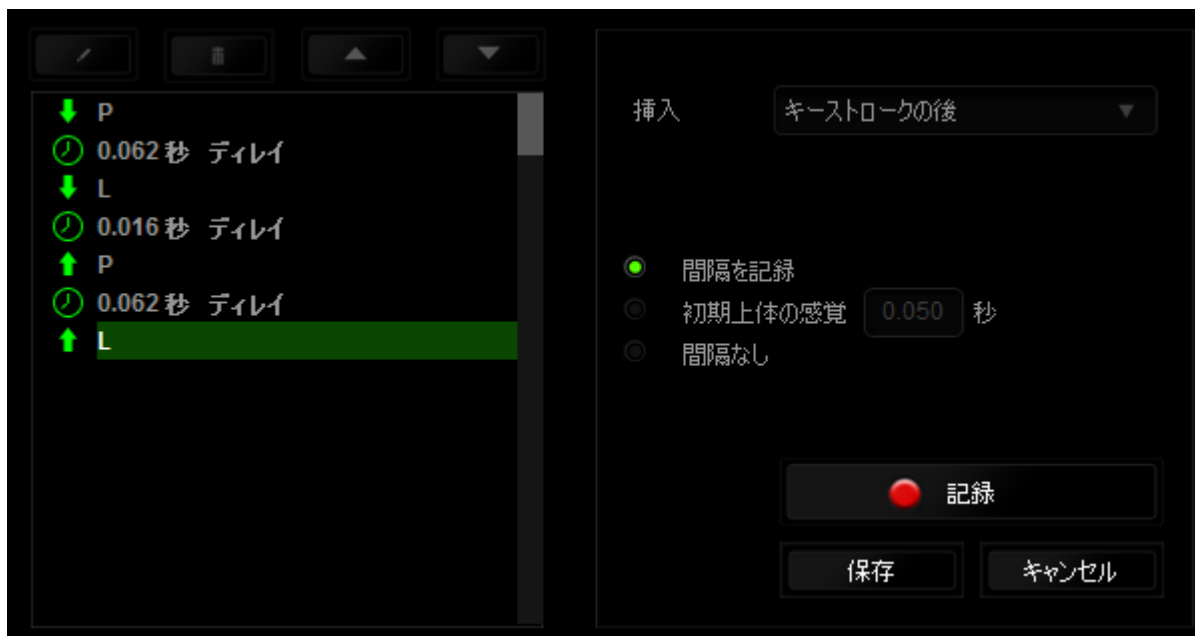 P
0.062 秒 ディレイ
L
0.016 秒 ディレイ
P
0.062 秒 ディレイ
L
挿入 キーストロークの後
間隔を記録
初期上体の感覚 0.050 秒
間隔なし
記録
保存 キャンセル